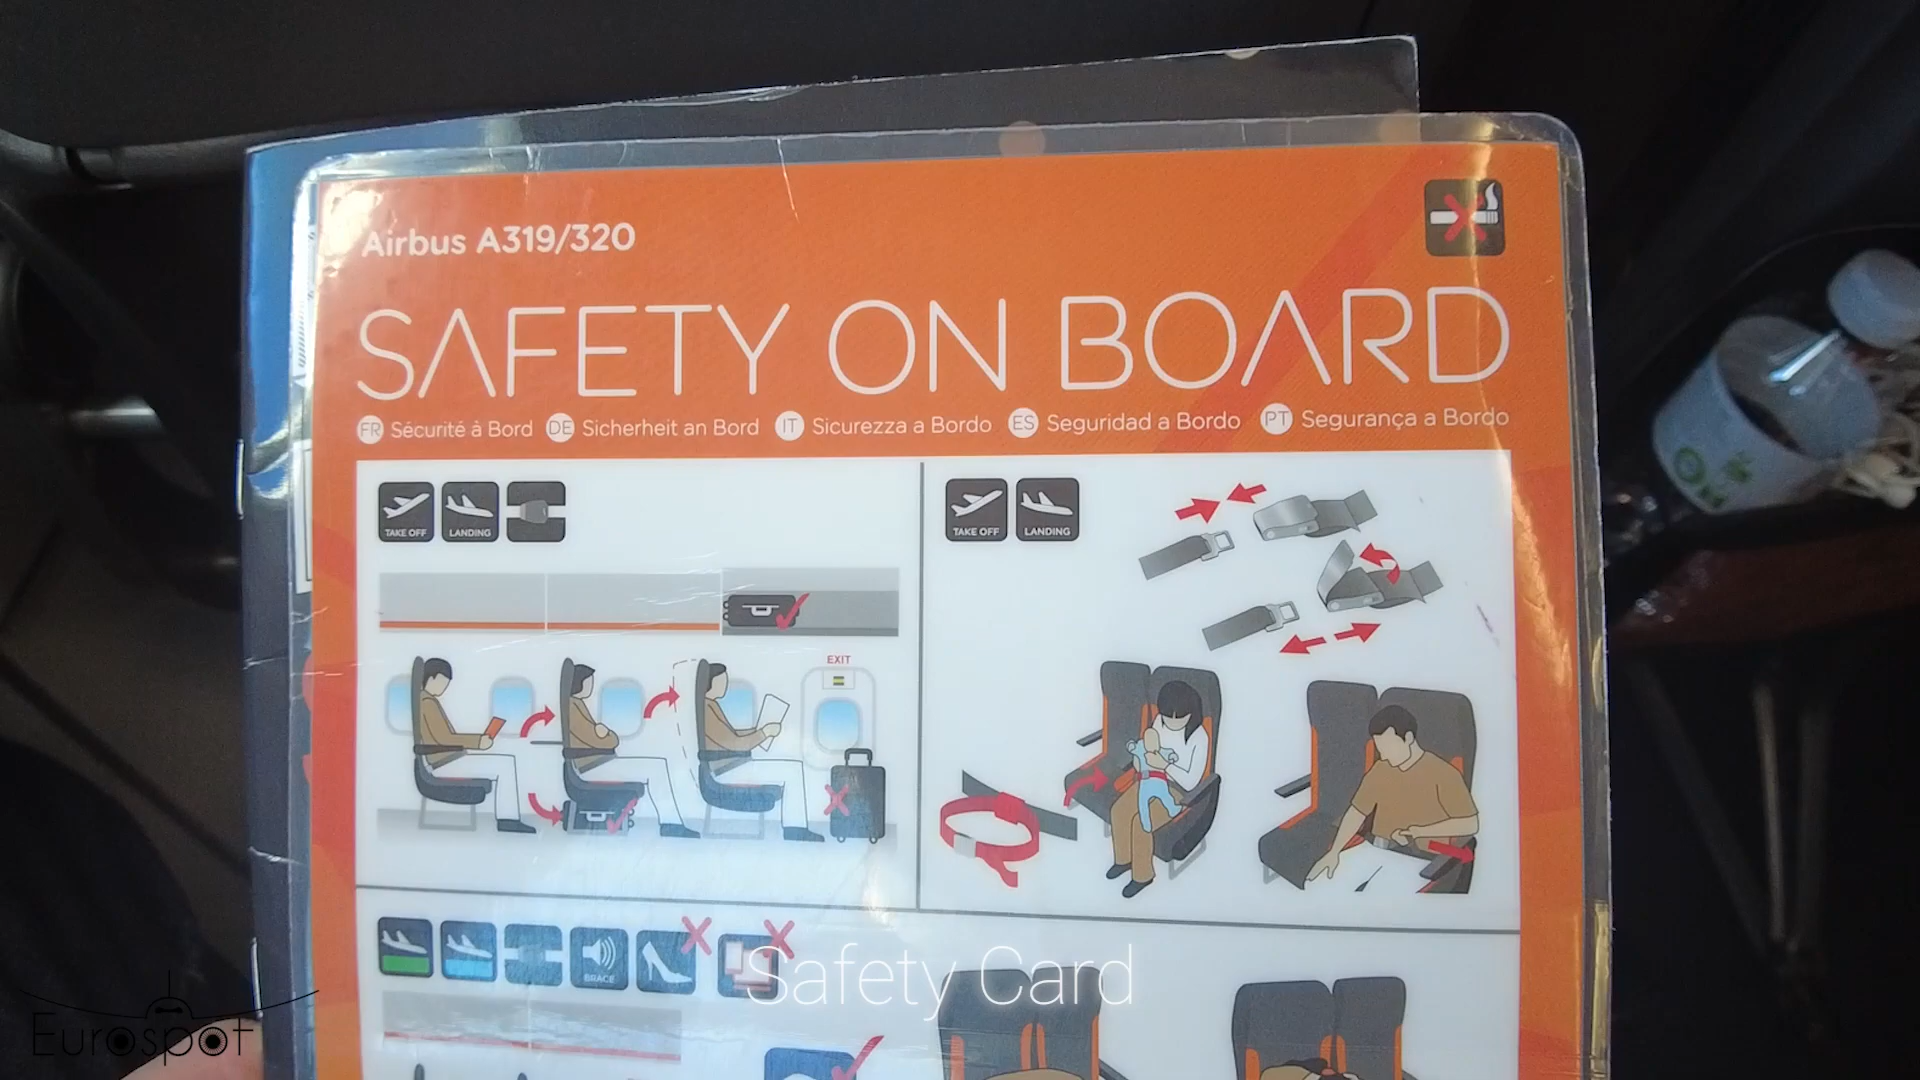 Airbus A319/320
SAFETY ON BOARD
FR Sécurité à Bord DE Sicherheit an Bord IT Sicurezza a Bordo ES Seguridad a Bordo PT Segurança a Bordo
TAKE OFF LANDING
TAKE OFF LANDING
EXIT
BRACE
Safety Card
Eurospot